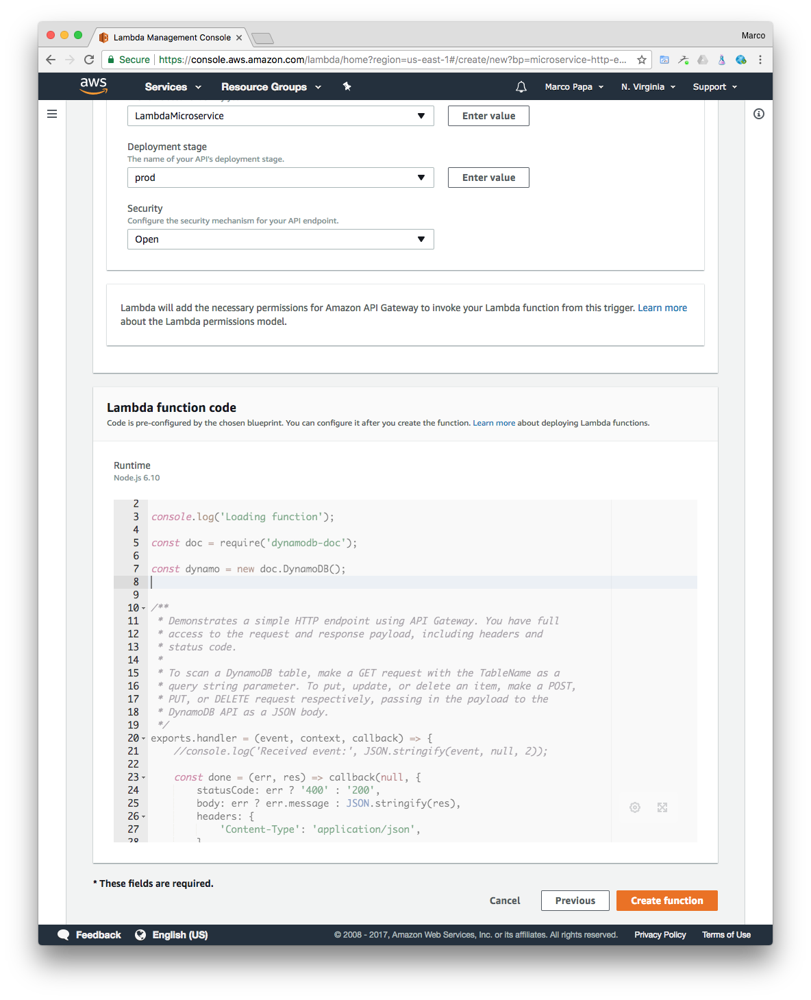 Lambda Management Console
Marco
Secure https://console.aws.amazon.com/lambda/home?region=us-east-1#/create/new?bp=microservice-http-e...
aws Services Resource Groups Marco Papa N. Virginia Support
LambdaMicroservice Enter value
Deployment stage
The name of your API's deployment stage.
prod Enter value
Security
Configure the security mechanism for your API endpoint.
Open
Lambda will add the necessary permissions for Amazon API Gateway to invoke your Lambda function from this trigger. Learn more
about the Lambda permissions model.
Lambda function code
Code is pre-configured by the chosen blueprint. You can configure it after you create the function. Learn more about deploying Lambda functions.
Runtime
Node.js 6.10
2
3 console.log('Loading function');
4
5 const doc = require('dynamodb-doc');
6
7 const dynamo = new doc.DynamoDB();
8
9
10 /**
11  * Demonstrates a simple HTTP endpoint using API Gateway. You have full
12  * access to the request and response payload, including headers and
13  * status code.
14  *
15  * To scan a DynamoDB table, make a GET request with the TableName as a
16  * query string parameter. To put, update, or delete an item, make a POST,
17  * PUT, or DELETE request respectively, passing in the payload to the
18  * DynamoDB API as a JSON body.
19  */
20 exports.handler = (event, context, callback) => {
21     //console.log('Received event:', JSON.stringify(event, null, 2));
22
23     const done = (err, res) => callback(null, {
24         statusCode: err ? '400' : '200',
25         body: err ? err.message : JSON.stringify(res),
26         headers: {
27             'Content-Type': 'application/json',
28         }
* These fields are required.
Cancel Previous Create function
Feedback English (US) © 2008 - 2017, Amazon Web Services, Inc. or its affiliates. All rights reserved. Privacy Policy Terms of Use